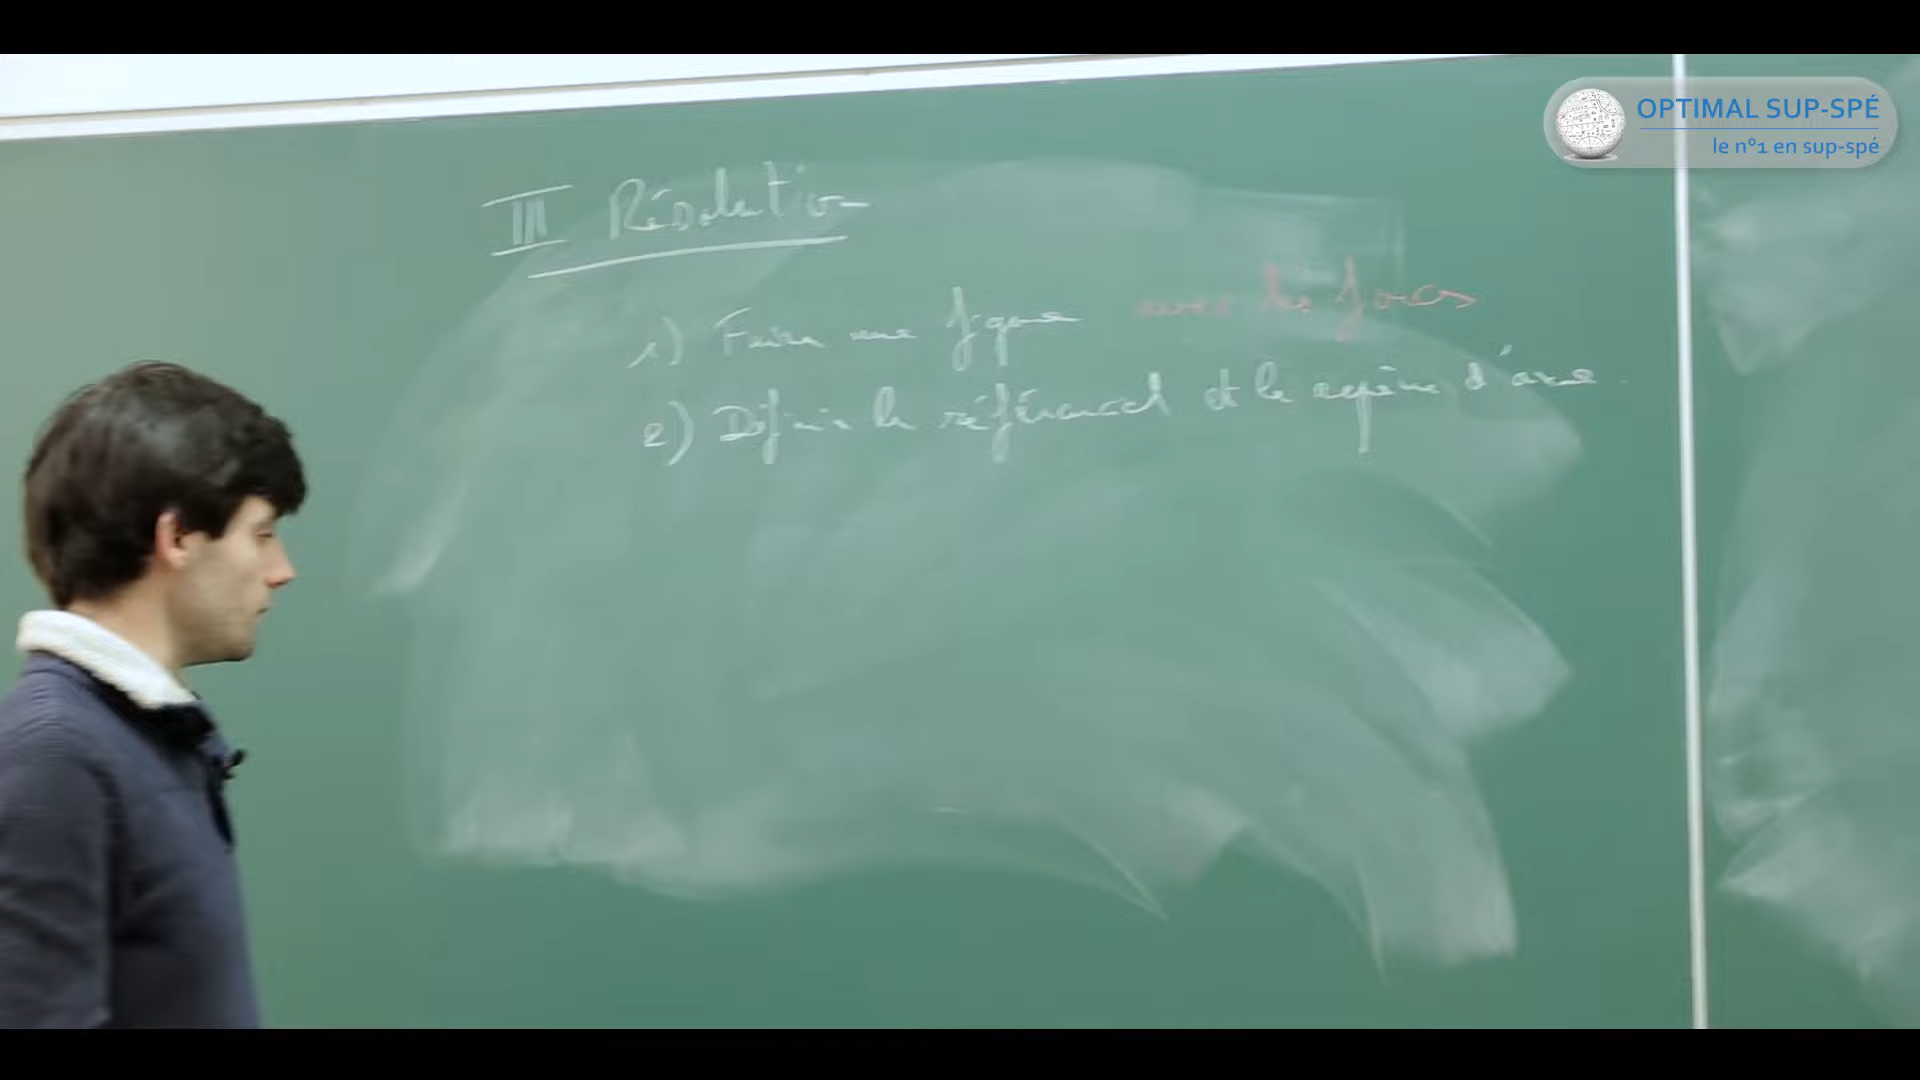 OPTIMAL SUP-SPÉ
le n°1 en sup-spé
III Résolution
1) Faire une figure avec les forces
2) Définir le référentiel et le repère d'axe.